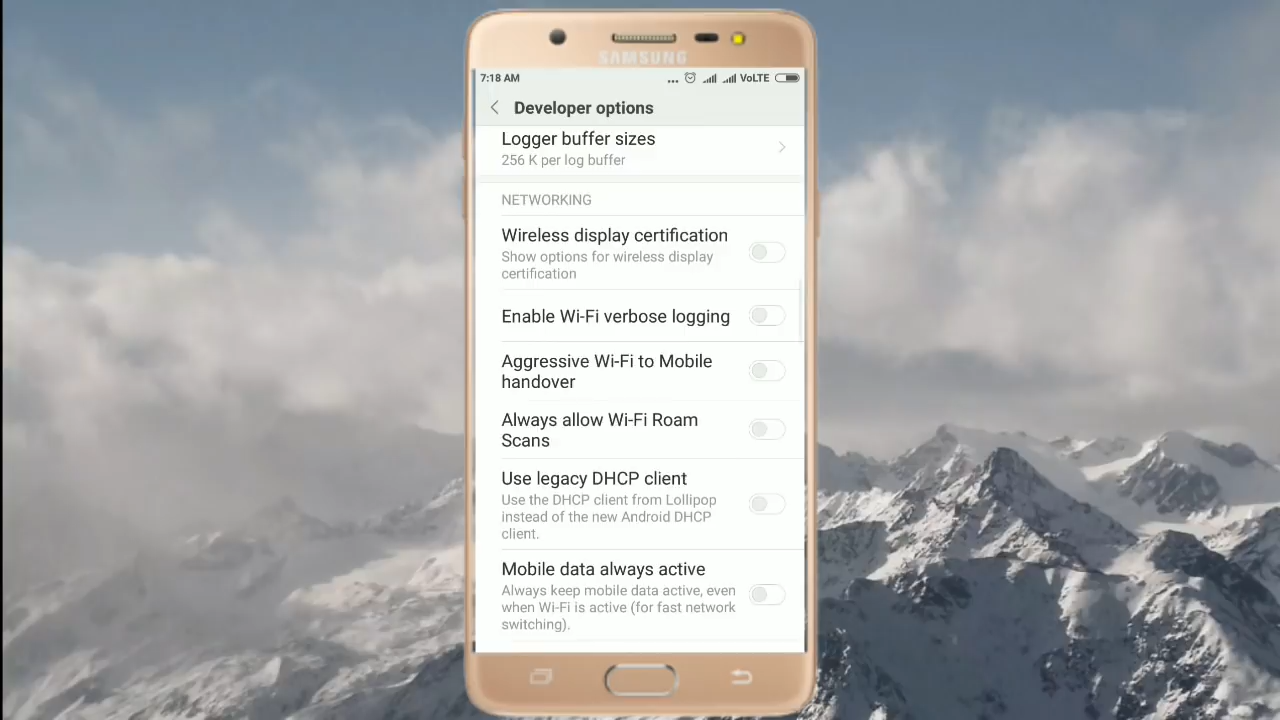 SAMSUNG
7:18 AM ... VoLTE
Developer options
Logger buffer sizes
256 K per log buffer
NETWORKING
Wireless display certification
Show options for wireless display
certification
Enable Wi-Fi verbose logging
Aggressive Wi-Fi to Mobile
handover
Always allow Wi-Fi Roam
Scans
Use legacy DHCP client
Use the DHCP client from Lollipop
instead of the new Android DHCP
client.
Mobile data always active
Always keep mobile data active, even
when Wi-Fi is active (for fast network
switching).